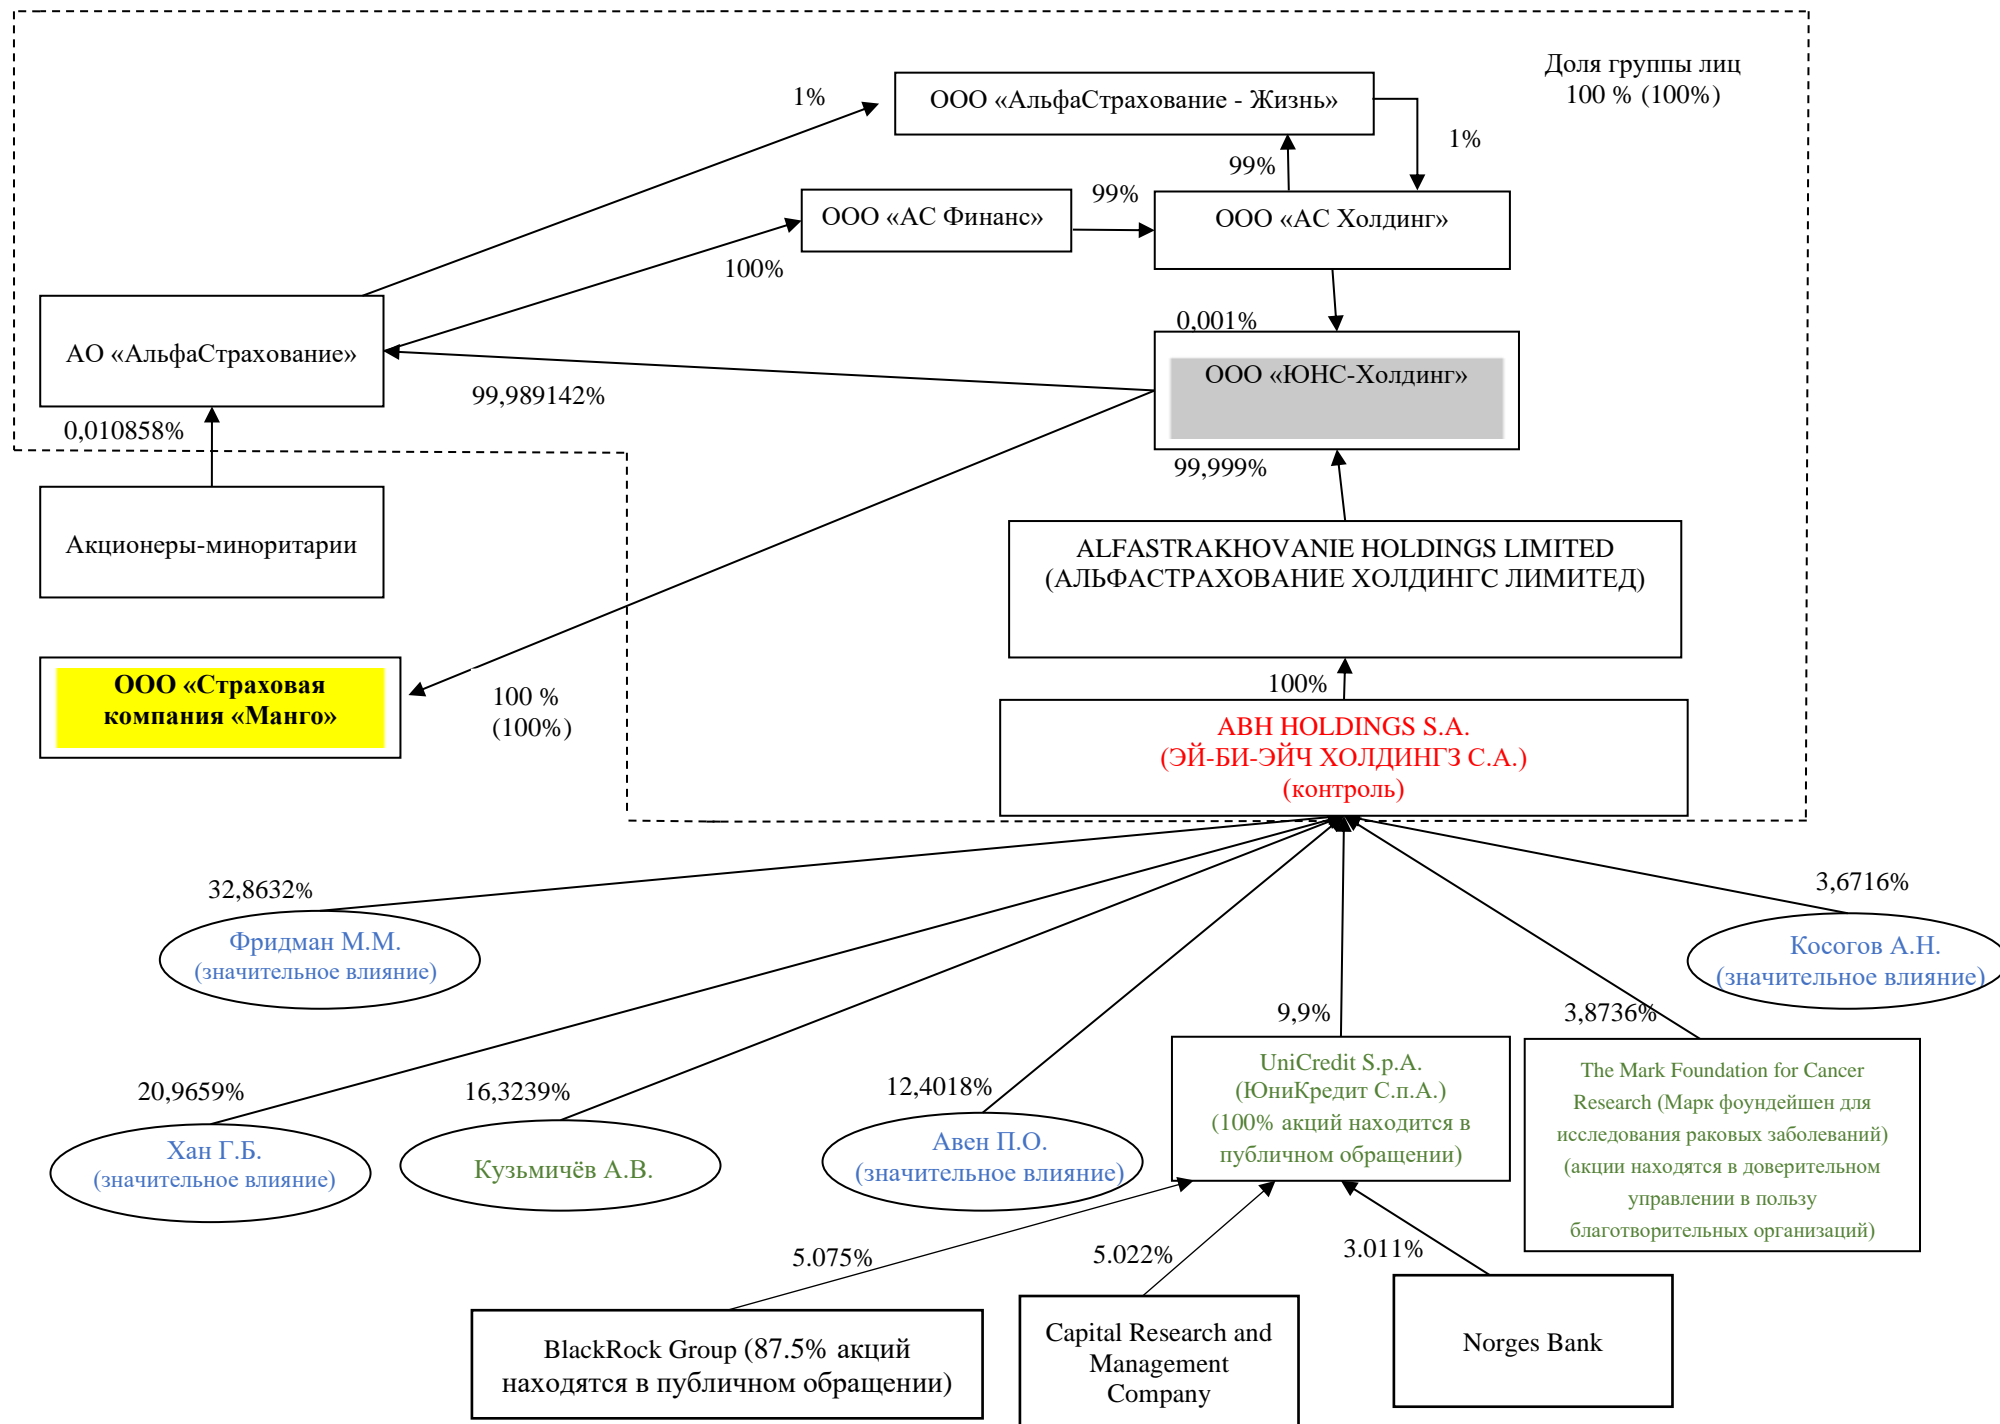 Доля группы лиц
100 % (100%)
1%
ООО «АльфаСтрахование - Жизнь»
1%
99%
ООО «АС Финанс»
99%
ООО «АС Холдинг»
100%
АО «АльфаСтрахование»
0,001%
ООО «ЮНС-Холдинг»
99,989142%
0,010858%
99,999%
Акционеры-миноритарии
ALFASTRAKHOVANIE HOLDINGS LIMITED
(АЛЬФАСТРАХОВАНИЕ ХОЛДИНГС ЛИМИТЕД)
ООО «Страховая
компания «Манго»
100 %
(100%)
100%
ABH HOLDINGS S.A.
(ЭЙ-БИ-ЭЙЧ ХОЛДИНГЗ С.А.)
(контроль)
32,8632%
Фридман М.М.
(значительное влияние)
3,6716%
Косогов А.Н.
(значительное влияние)
20,9659%
Хан Г.Б.
(значительное влияние)
16,3239%
Кузьмичёв А.В.
12,4018%
Авен П.О.
(значительное влияние)
9,9%
UniCredit S.p.A.
(ЮниКредит С.п.А.)
(100% акций находится в
публичном обращении)
3,8736%
The Mark Foundation for Cancer
Research (Марк фоундейшен для
исследования раковых заболеваний)
(акции находятся в доверительном
управлении в пользу
благотворительных организаций)
5.075%
5.022%
3.011%
BlackRock Group (87.5% акций
находятся в публичном обращении)
Capital Research and
Management
Company
Norges Bank